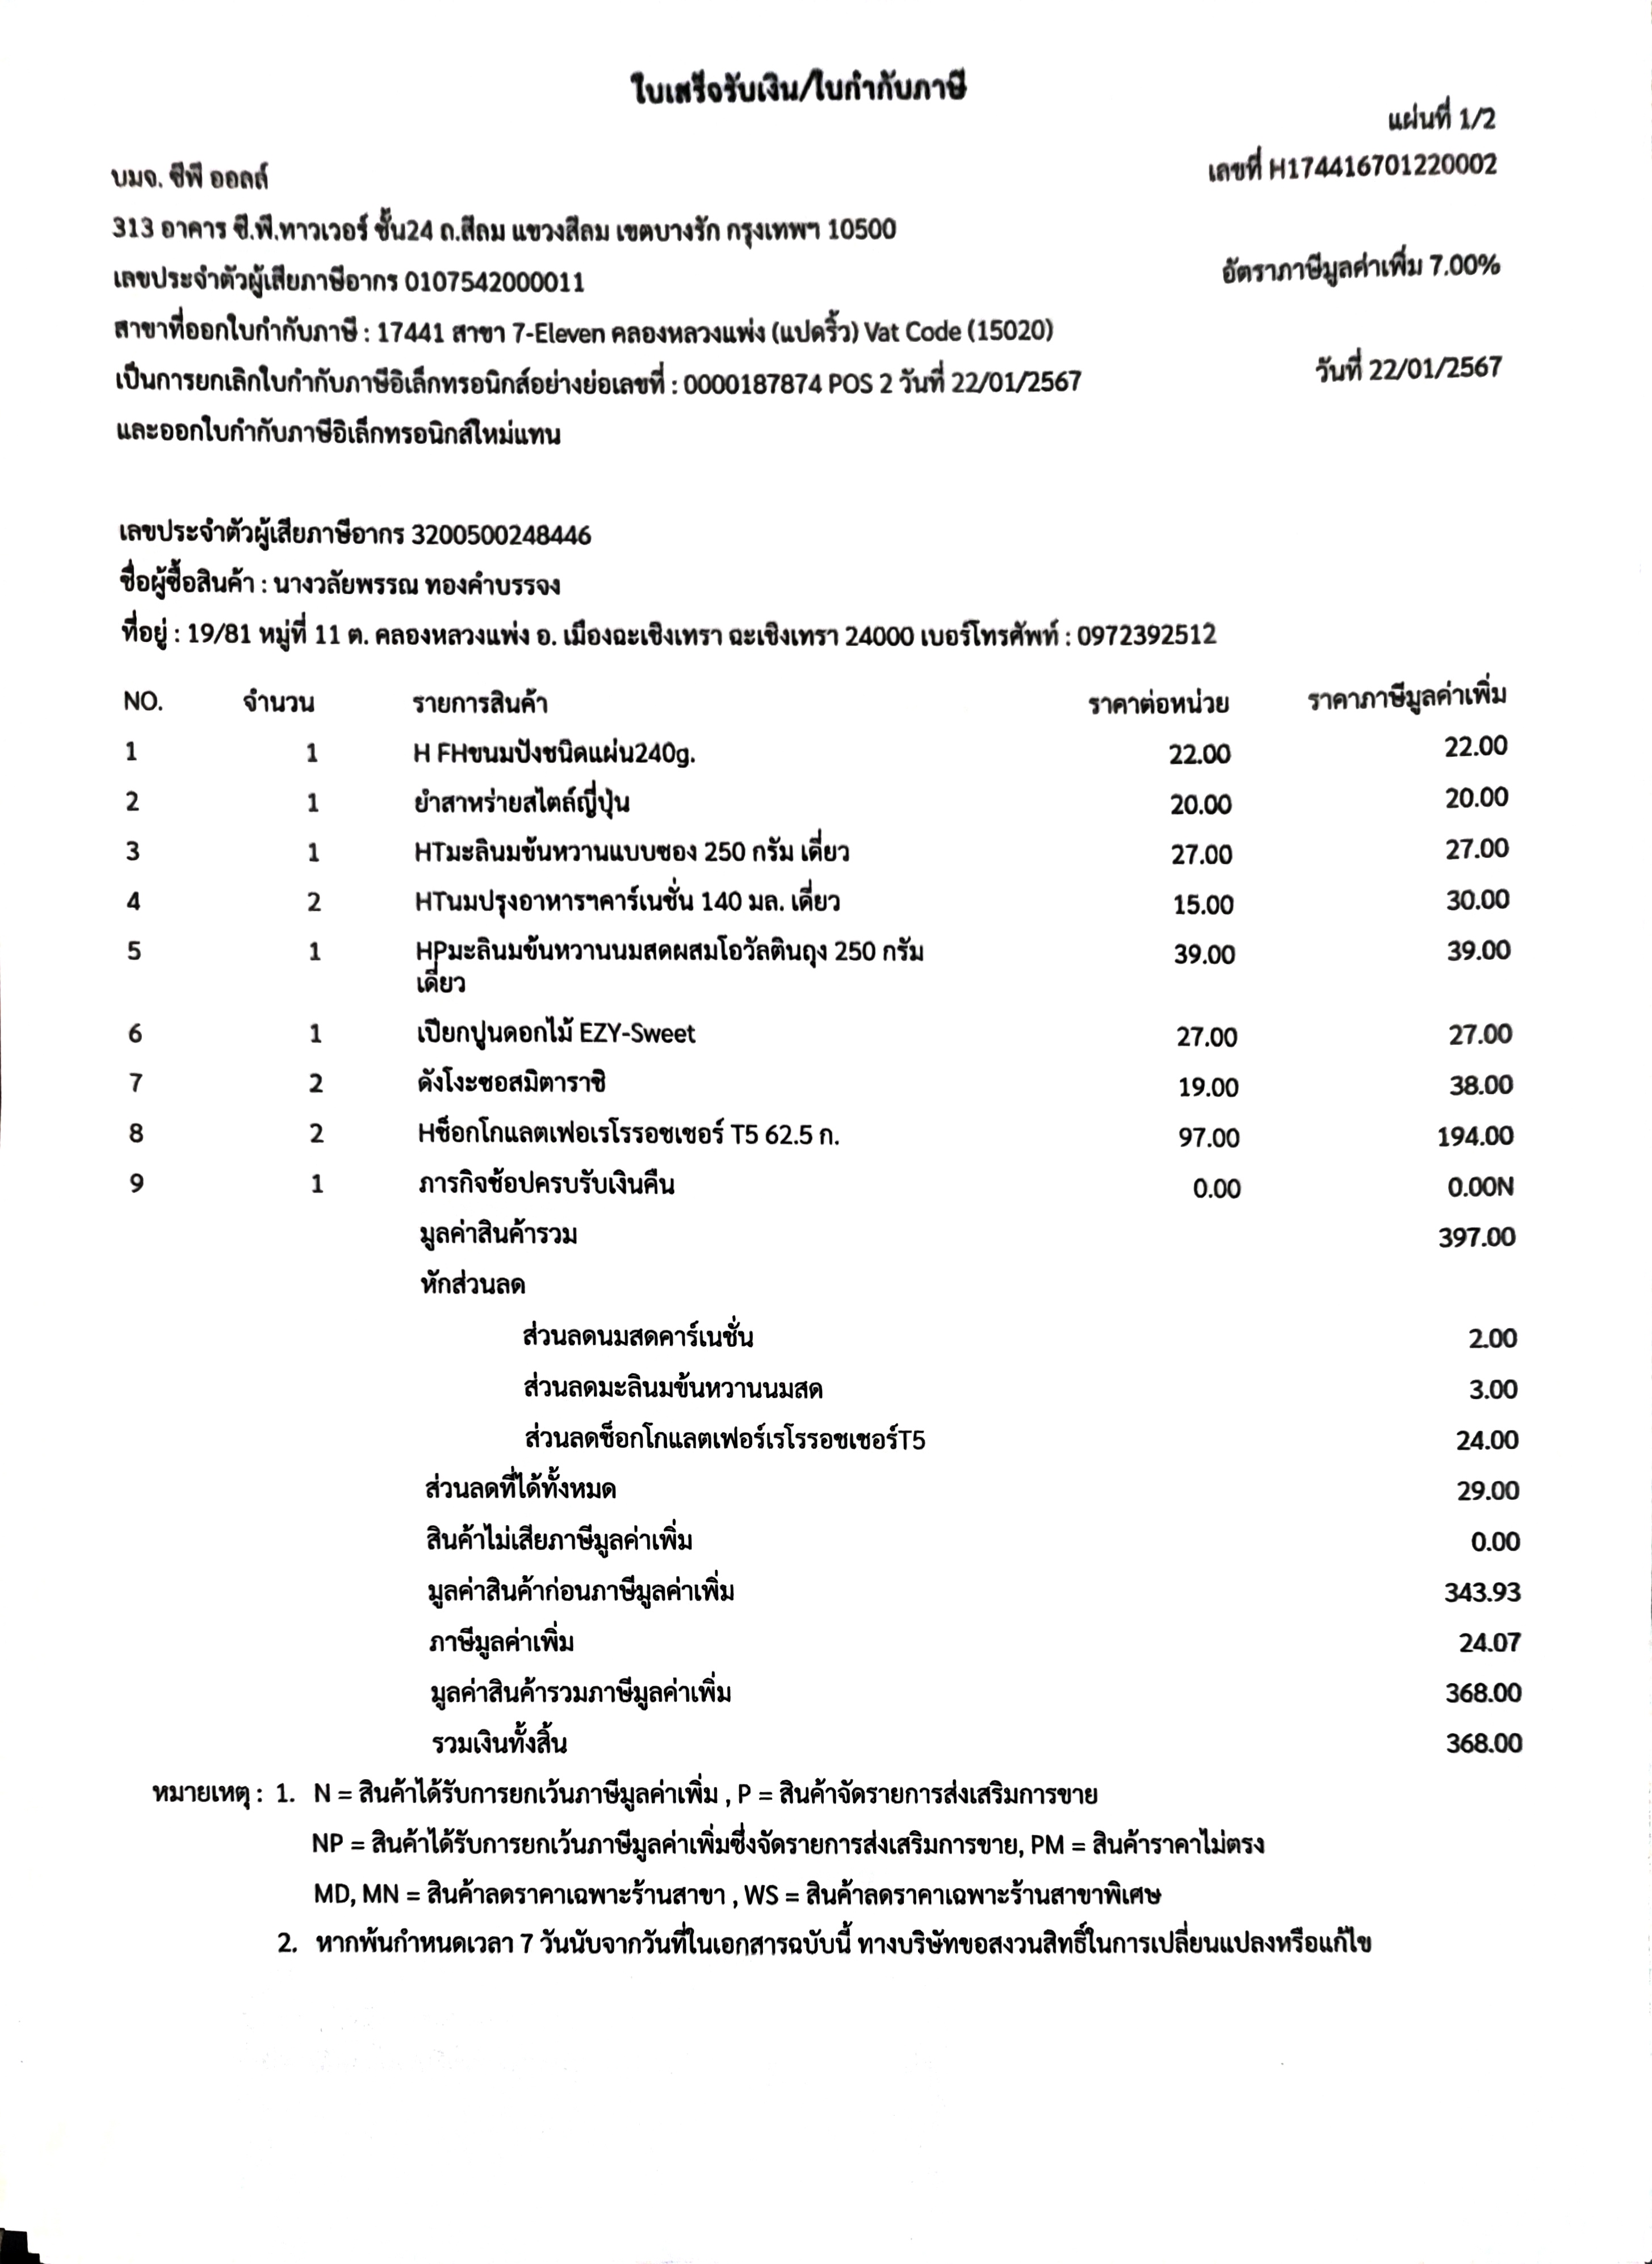 ใบเสร็จรับเงิน/ใบกำกับภาษี
แผ่นที่ 1/2
เลขที่ H174416701220002
บมจ. ซีพี ออลล์
313 อาคาร ซี.พี.ทาวเวอร์ ชั้น24 ถ.สีลม แขวงสีลม เขตบางรัก กรุงเทพฯ 10500
เลขประจำตัวผู้เสียภาษีอากร 0107542000011 อัตราภาษีมูลค่าเพิ่ม 7.00%
สาขาที่ออกใบกำกับภาษี : 17441 สาขา 7-Eleven คลองหลวงแพ่ง (แปดริ้ว) Vat Code (15020)
เป็นการยกเลิกใบกำกับภาษีอิเล็กทรอนิกส์อย่างย่อเลขที่ : 0000187874 POS 2 วันที่ 22/01/2567 วันที่ 22/01/2567
และออกใบกำกับภาษีอิเล็กทรอนิกส์ใหม่แทน
เลขประจำตัวผู้เสียภาษีอากร 3200500248446
ชื่อผู้ซื้อสินค้า : นางวลัยพรรณ ทองคำบรรจง
ที่อยู่ : 19/81 หมู่ที่ 11 ต. คลองหลวงแพ่ง อ. เมืองฉะเชิงเทรา ฉะเชิงเทรา 24000 เบอร์โทรศัพท์ : 0972392512
NO. จำนวน รายการสินค้า ราคาต่อหน่วย ราคาภาษีมูลค่าเพิ่ม
1 1 H FHขนมปังชนิดแผ่น240g. 22.00 22.00
2 1 ยำสาหร่ายสไตล์ญี่ปุ่น 20.00 20.00
3 1 HTมะลินมข้นหวานแบบซอง 250 กรัม เดี่ยว 27.00 27.00
4 2 HTนมปรุงอาหารฯคาร์เนชั่น 140 มล. เดี่ยว 15.00 30.00
5 1 HPมะลินมข้นหวานนมสดผสมโอวัลตินถุง 250 กรัม 39.00 39.00
เดี่ยว
6 1 เปียกปูนดอกไม้ EZY-Sweet 27.00 27.00
7 2 ดังโงะซอสมิตาราชิ 19.00 38.00
8 2 Hช็อกโกแลตเฟอเรโรรอชเชอร์ T5 62.5 ก. 97.00 194.00
9 1 ภารกิจช้อปครบรับเงินคืน 0.00 0.00N
มูลค่าสินค้ารวม 397.00
หักส่วนลด
ส่วนลดนมสดคาร์เนชั่น 2.00
ส่วนลดมะลินมข้นหวานนมสด 3.00
ส่วนลดช็อกโกแลตเฟอร์เรโรรอชเชอร์T5 24.00
ส่วนลดที่ได้ทั้งหมด 29.00
สินค้าไม่เสียภาษีมูลค่าเพิ่ม 0.00
มูลค่าสินค้าก่อนภาษีมูลค่าเพิ่ม 343.93
ภาษีมูลค่าเพิ่ม 24.07
มูลค่าสินค้ารวมภาษีมูลค่าเพิ่ม 368.00
รวมเงินทั้งสิ้น 368.00
หมายเหตุ : 1. N = สินค้าได้รับการยกเว้นภาษีมูลค่าเพิ่ม , P = สินค้าจัดรายการส่งเสริมการขาย
NP = สินค้าได้รับการยกเว้นภาษีมูลค่าเพิ่มซึ่งจัดรายการส่งเสริมการขาย, PM = สินค้าราคาไม่ตรง
MD, MN = สินค้าลดราคาเฉพาะร้านสาขา , WS = สินค้าลดราคาเฉพาะร้านสาขาพิเศษ
2. หากพ้นกำหนดเวลา 7 วันนับจากวันที่ในเอกสารฉบับนี้ ทางบริษัทขอสงวนสิทธิ์ในการเปลี่ยนแปลงหรือแก้ไข